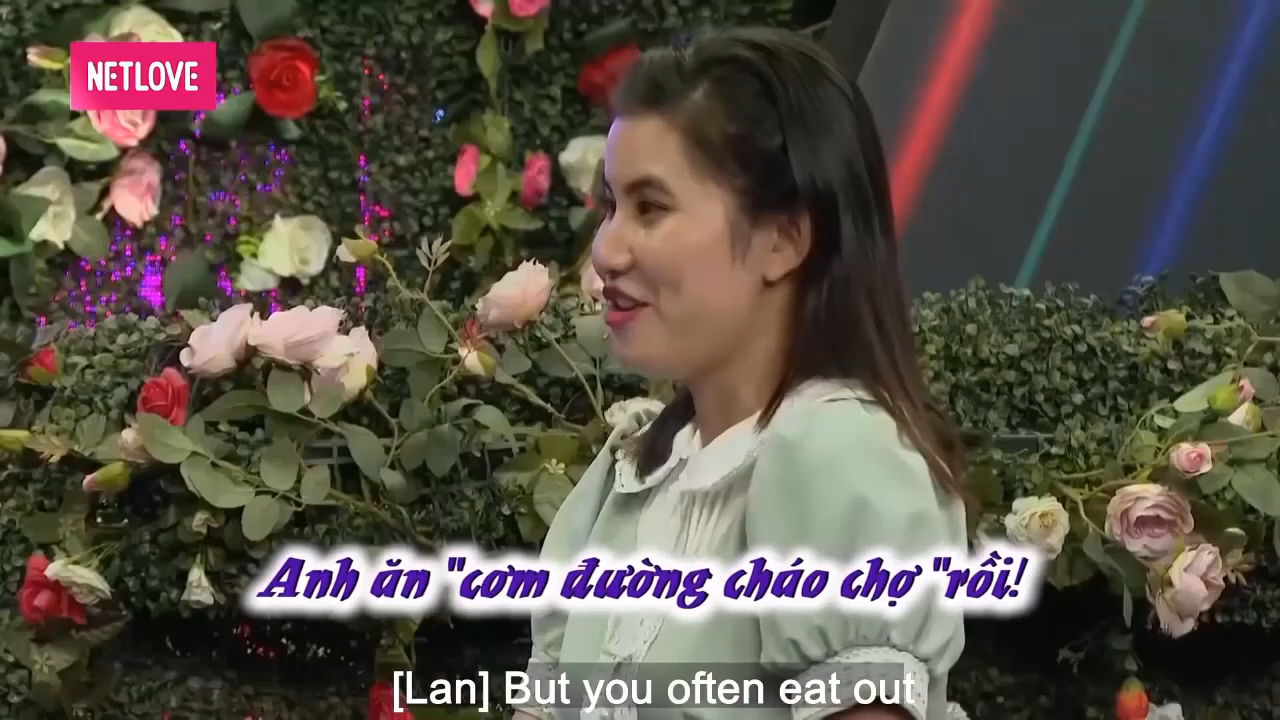 NETLOVE
Anh ăn "cơm đường cháo chợ "rồi!
[Lan] But you often eat out